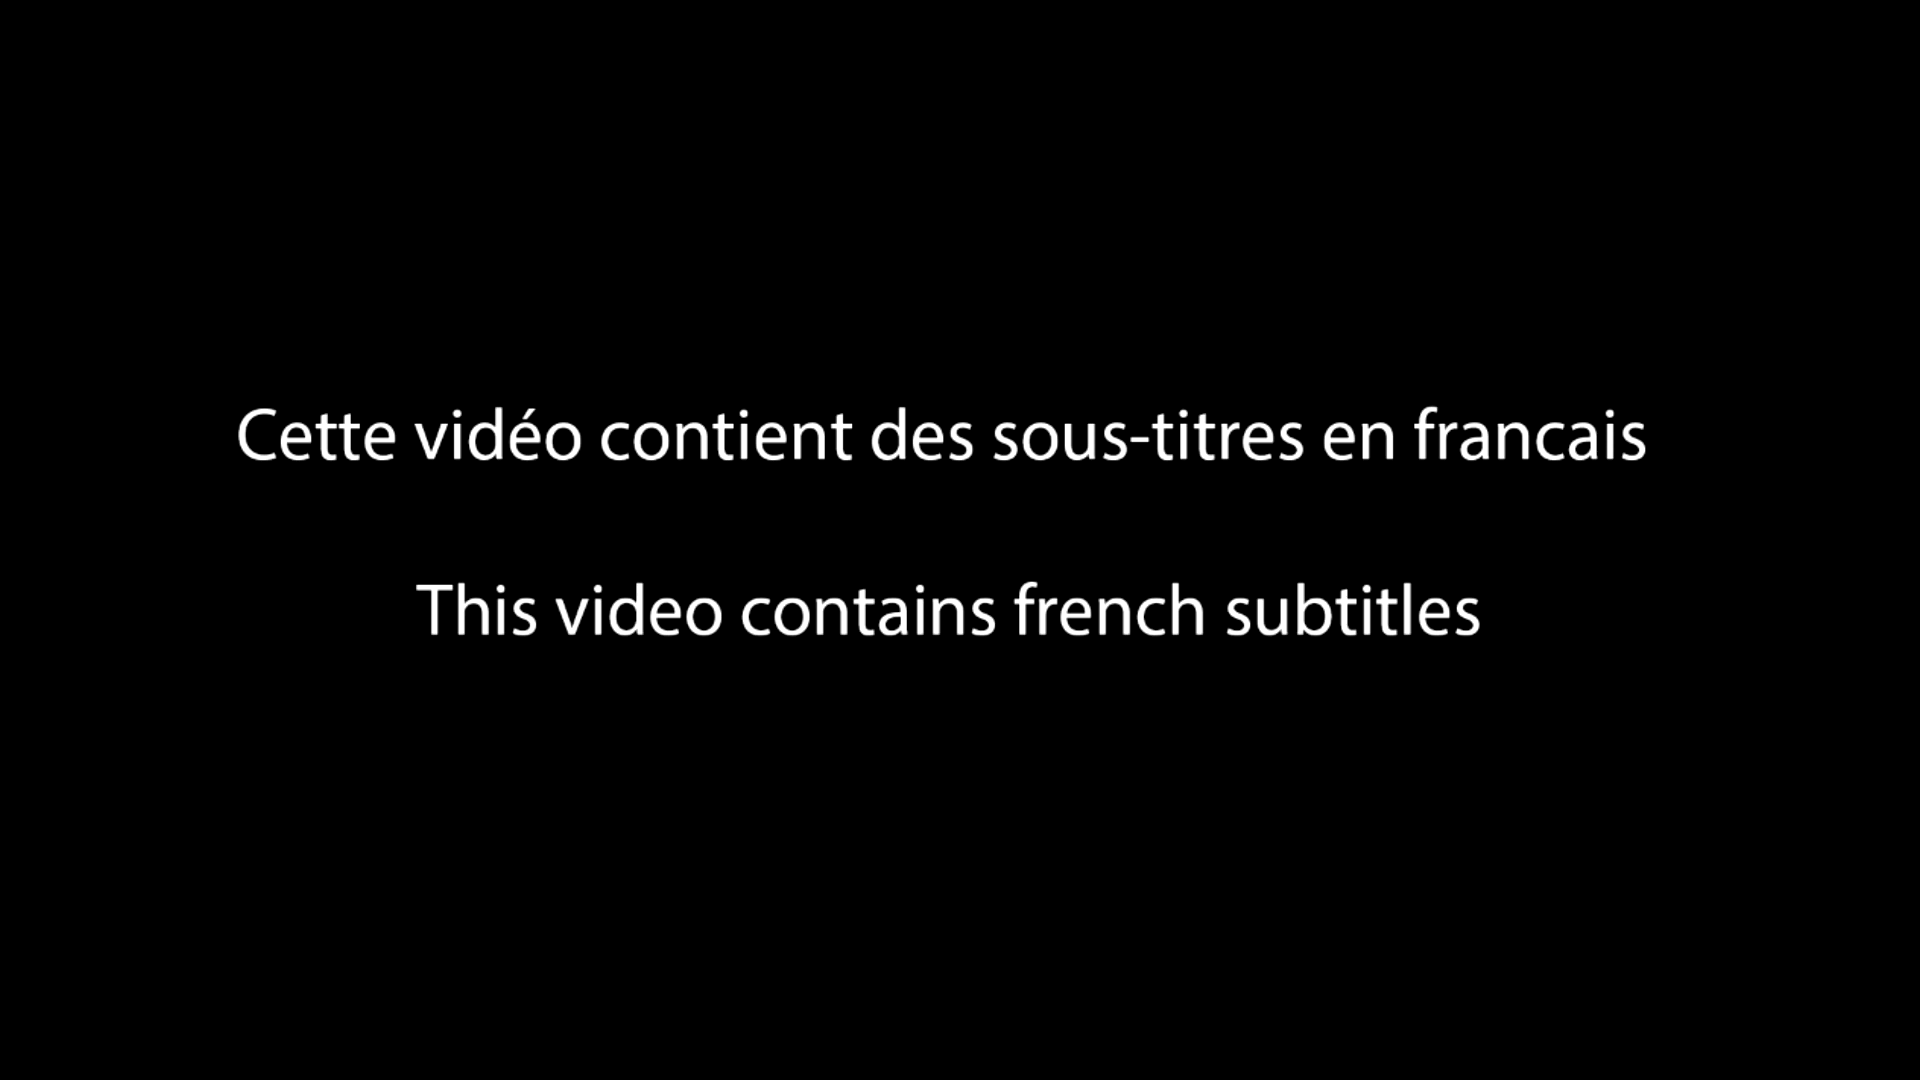 Cette vidéo contient des sous-titres en francais
This video contains french subtitles